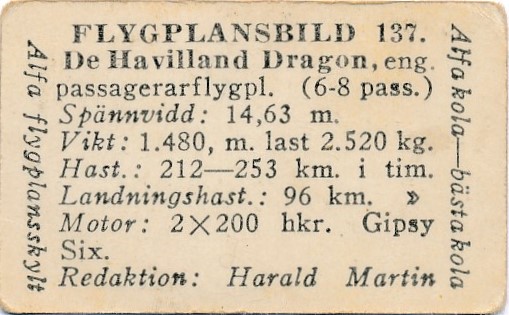 FLYGPLANSBILD 137.
De Havilland Dragon, eng.
passagerarflygpl. (6-8 pass.)
Spännvidd: 14,63 m.
Vikt: 1.480, m. last 2.520 kg.
Hast.: 212—253 km. i tim.
Landningshast.: 96 km. »
Motor: 2×200 hkr. Gipsy
Six.
Redaktion: Harald Martin
Alfa flygplansskylt
Alfa kola—bästa kola